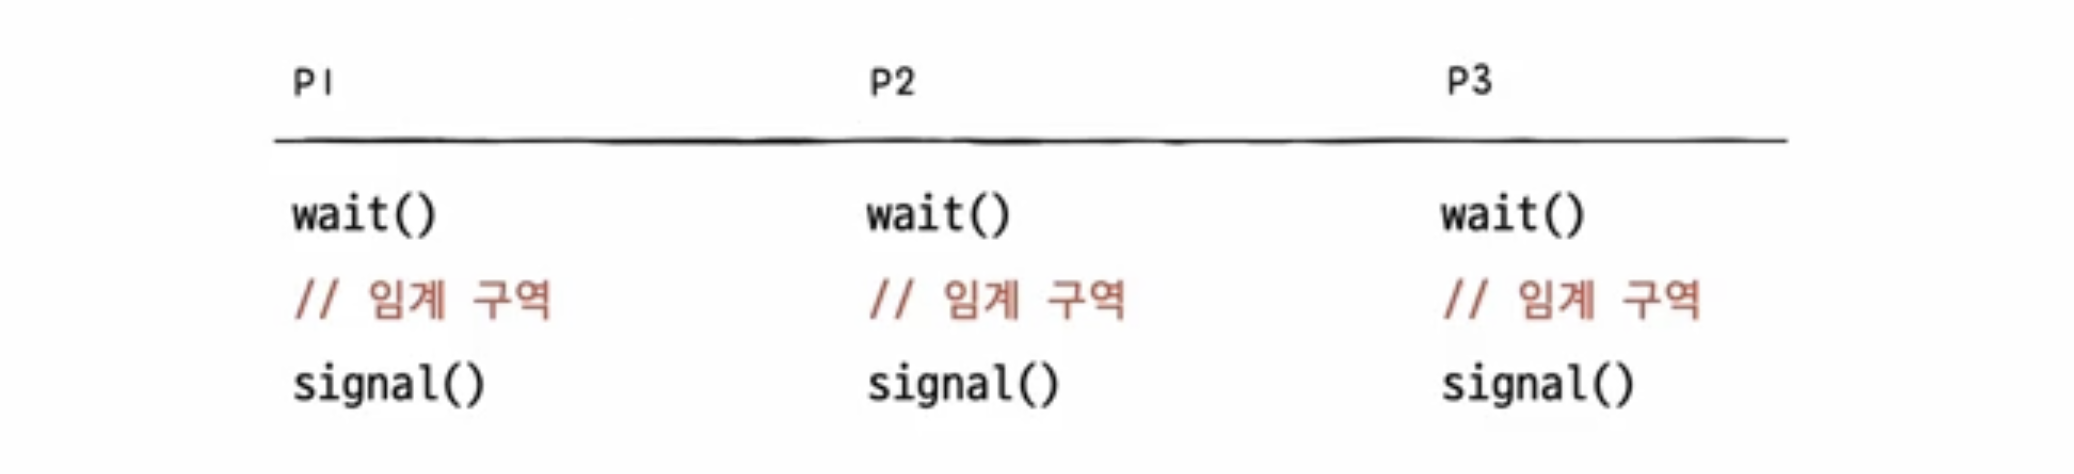 P1 P2 P3
wait() wait() wait()
// 임계 구역 // 임계 구역 // 임계 구역
signal() signal() signal()